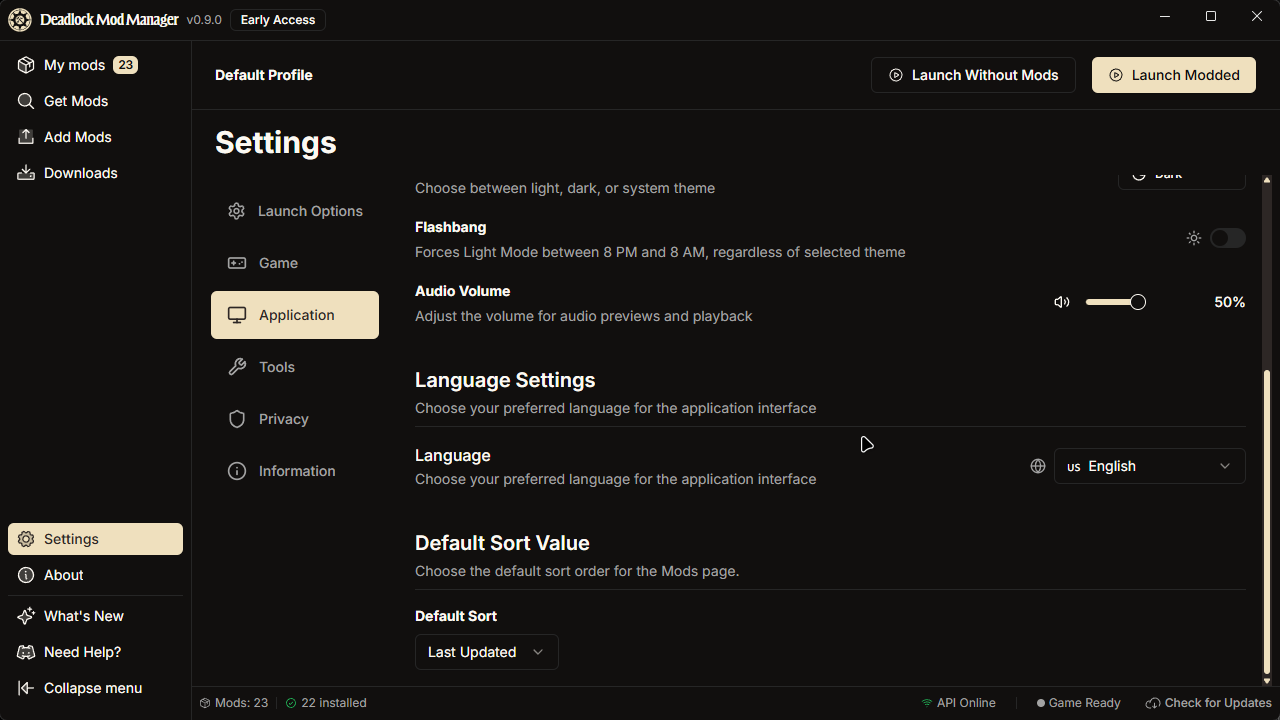 Deadlock Mod Manager v0.9.0 Early Access
My mods 23
Get Mods
Add Mods
Downloads
Default Profile
Launch Without Mods
Launch Modded
Settings
Launch Options
Game
Application
Tools
Privacy
Information
Choose between light, dark, or system theme
Dark
Flashbang
Forces Light Mode between 8 PM and 8 AM, regardless of selected theme
Audio Volume
Adjust the volume for audio previews and playback
50%
Language Settings
Choose your preferred language for the application interface
Language
Choose your preferred language for the application interface
US English
Default Sort Value
Choose the default sort order for the Mods page.
Default Sort
Last Updated
Settings
About
What's New
Need Help?
Collapse menu
Mods: 23
22 installed
API Online
Game Ready
Check for Updates